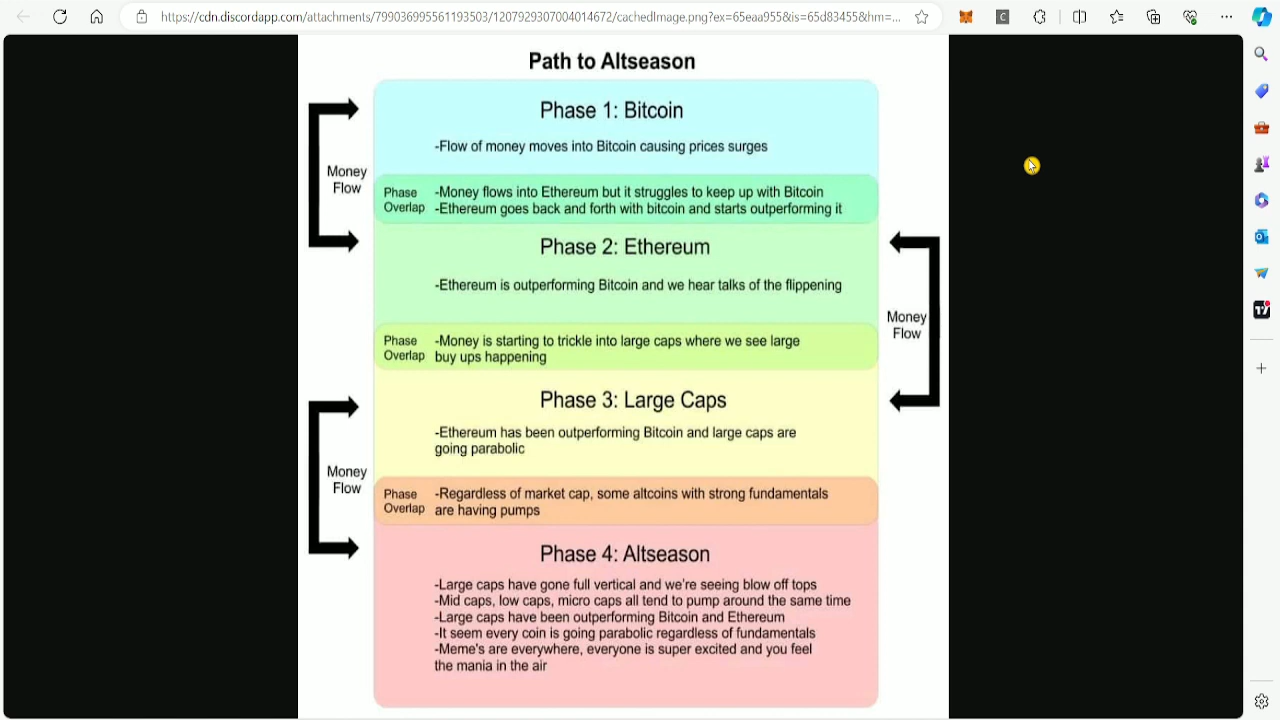 https://cdn.discordapp.com/attachments/799036995561193503/1207929307004014672/cachedImage.png?ex=65eaa955&is=65d83455&hm=...
Path to Altseason
Phase 1: Bitcoin
-Flow of money moves into Bitcoin causing prices surges
Money
Flow
Phase
Overlap
-Money flows into Ethereum but it struggles to keep up with Bitcoin
-Ethereum goes back and forth with bitcoin and starts outperforming it
Phase 2: Ethereum
-Ethereum is outperforming Bitcoin and we hear talks of the flippening
Money
Flow
Phase
Overlap
-Money is starting to trickle into large caps where we see large
buy ups happening
Phase 3: Large Caps
-Ethereum has been outperforming Bitcoin and large caps are
going parabolic
Money
Flow
Phase
Overlap
-Regardless of market cap, some altcoins with strong fundamentals
are having pumps
Phase 4: Altseason
-Large caps have gone full vertical and we're seeing blow off tops
-Mid caps, low caps, micro caps all tend to pump around the same time
-Large caps have been outperforming Bitcoin and Ethereum
-It seem every coin is going parabolic regardless of fundamentals
-Meme's are everywhere, everyone is super excited and you feel
the mania in the air